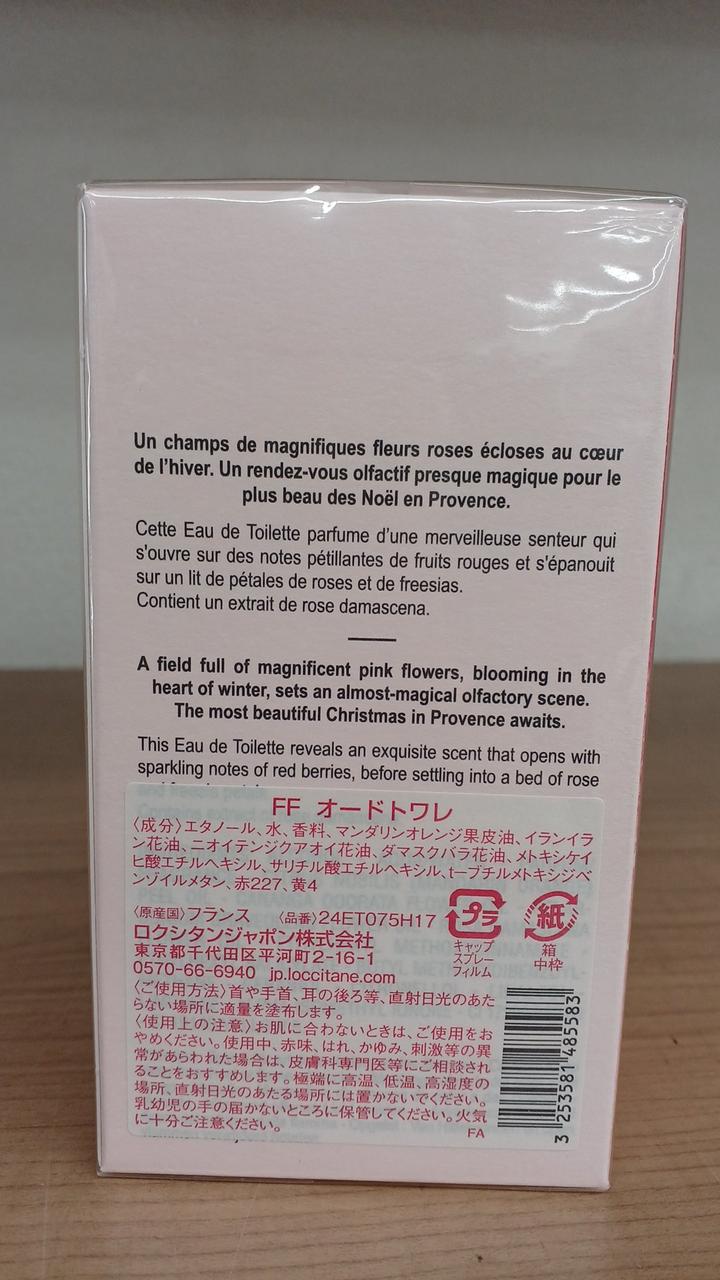 Un champs de magnifiques fleurs roses écloses au cœur
de l'hiver. Un rendez-vous olfactif presque magique pour le
plus beau des Noël en Provence.
Cette Eau de Toilette parfume d'une merveilleuse senteur qui
s'ouvre sur des notes pétillantes de fruits rouges et s'épanouit
sur un lit de pétales de roses et de freesias.
Contient un extrait de rose damascena.
A field full of magnificent pink flowers, blooming in the
heart of winter, sets an almost-magical olfactory scene.
The most beautiful Christmas in Provence awaits.
This Eau de Toilette reveals an exquisite scent that opens with
sparkling notes of red berries, before settling into a bed of rose
FF オードトワレ
〈成分〉エタノール、水、香料、マンダリンオレンジ果皮油、イランイラ
ン花油、ニオイテンジクアオイ花油、ダマスクバラ花油、メトキシケイ
ヒ酸エチルヘキシル、サリチル酸エチルヘキシル、t-ブチルメトキシジベ
ンゾイルメタン、赤227、黄4
〈原産国〉フランス 〈品番〉24ET075H17
ロクシタンジャポン株式会社
東京都千代田区平河町2-16-1
0570-66-6940 jp.loccitane.com
プラ
キャップ
スプレー
フィルム
紙
箱
中枠
〈ご使用方法〉首や手首、耳の後ろ等、直射日光のあた
らない場所に適量を塗布します。
〈使用上の注意〉お肌に合わないときは、ご使用をお
やめください。使用中、赤味、はれ、かゆみ、刺激等の異
常があらわれた場合は、皮膚科専門医等にご相談され
ることをおすすめします。極端に高温、低温、高湿度の
場所、直射日光のあたる場所には置かないでください。
乳幼児の手の届かないところに保管してください。火気
に十分ご注意ください。
FA
3 253581 485583